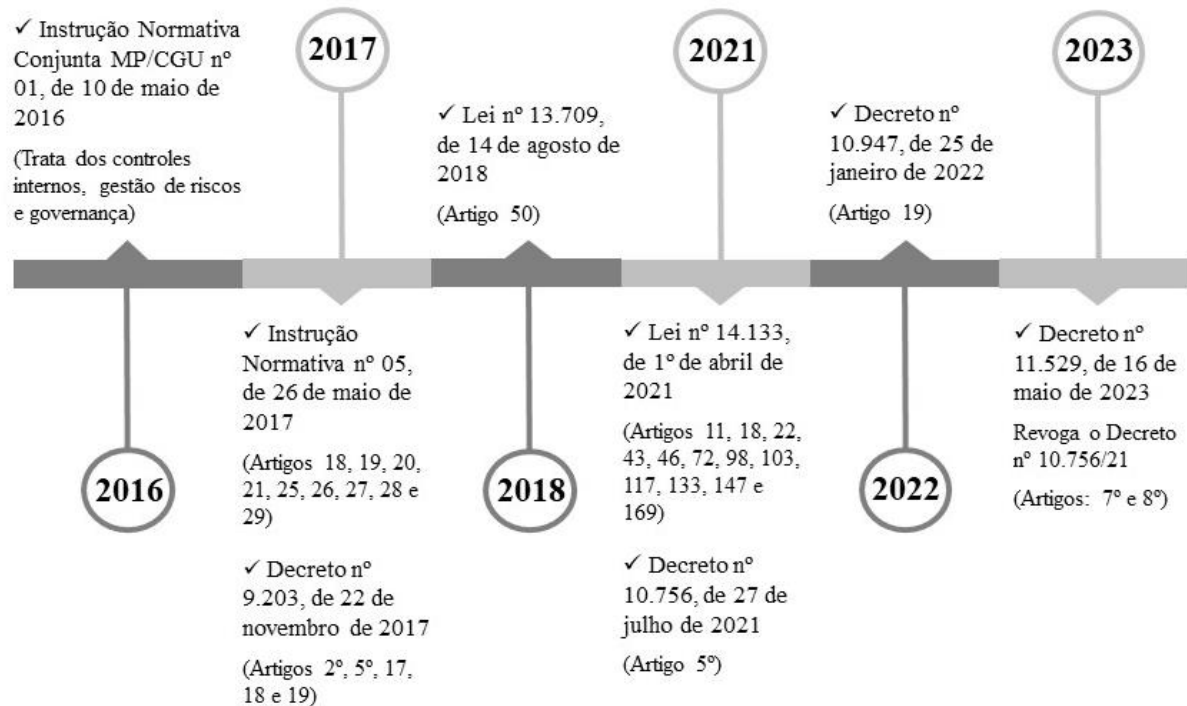 ✓ Instrução Normativa
Conjunta MP/CGU nº
01, de 10 de maio de
2016
(Trata dos controles
internos, gestão de riscos
e governança)
2016
2017
✓ Instrução
Normativa nº 05,
de 26 de maio de
2017
(Artigos 18, 19, 20,
21, 25, 26, 27, 28 e
29)
✓ Decreto nº
9.203, de 22 de
novembro de 2017
(Artigos 2º, 5º, 17,
18 e 19)
✓ Lei nº 13.709,
de 14 de agosto de
2018
(Artigo 50)
2018
2021
✓ Lei nº 14.133,
de 1º de abril de
2021
(Artigos 11, 18, 22,
43, 46, 72, 98, 103,
117, 133, 147 e
169)
✓ Decreto nº
10.756, de 27 de
julho de 2021
(Artigo 5º)
✓ Decreto nº
10.947, de 25 de
janeiro de 2022
(Artigo 19)
2022
2023
✓ Decreto nº
11.529, de 16 de
maio de 2023
Revoga o Decreto
nº 10.756/21
(Artigos: 7º e 8º)